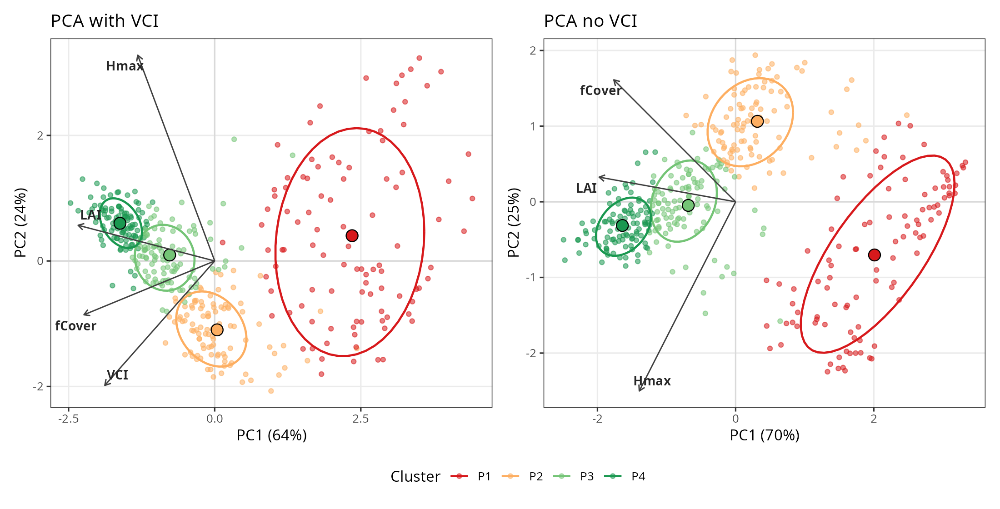 PCA with VCI
PCA no VCI
Hmax
LAI
fCover
VCI
2
0
-2
-2.5
0.0
2.5
PC1 (64%)
PC2 (24%)
fCover
LAI
Hmax
2
1
0
-1
-2
-2
0
2
PC1 (70%)
PC2 (25%)
Cluster P1 P2 P3 P4